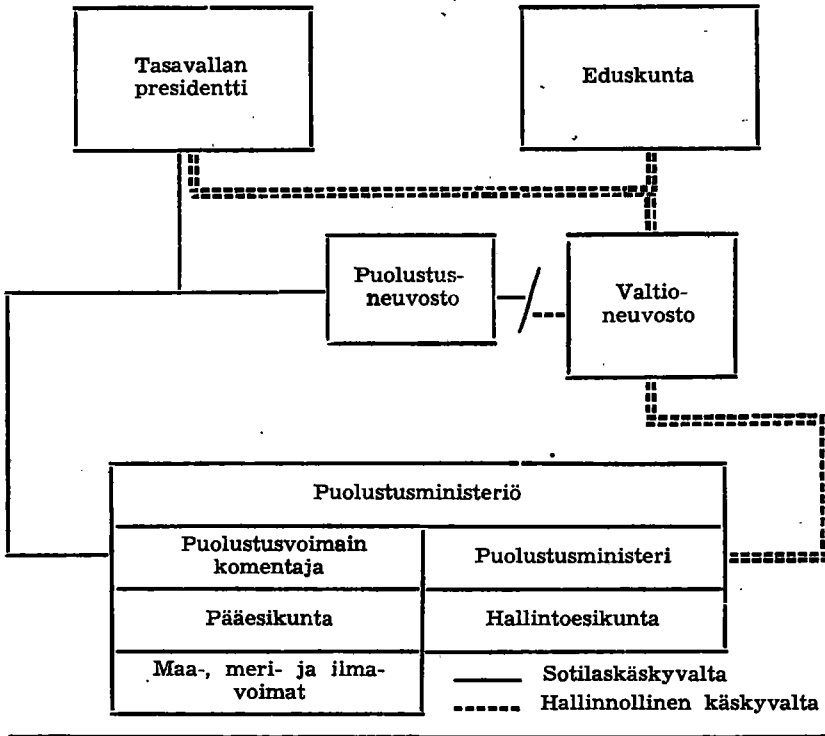 Tasavallan
presidentti
Eduskunta
Puolustus-
neuvosto
Valtio-
neuvosto
Puolustusministeriö
Puolustusvoimain
komentaja
Puolustusministeri
Pääesikunta
Hallintoesikunta
Maa-, meri- ja ilma-
voimat
Sotilaskäskyvalta
Hallinnollinen käskyvalta